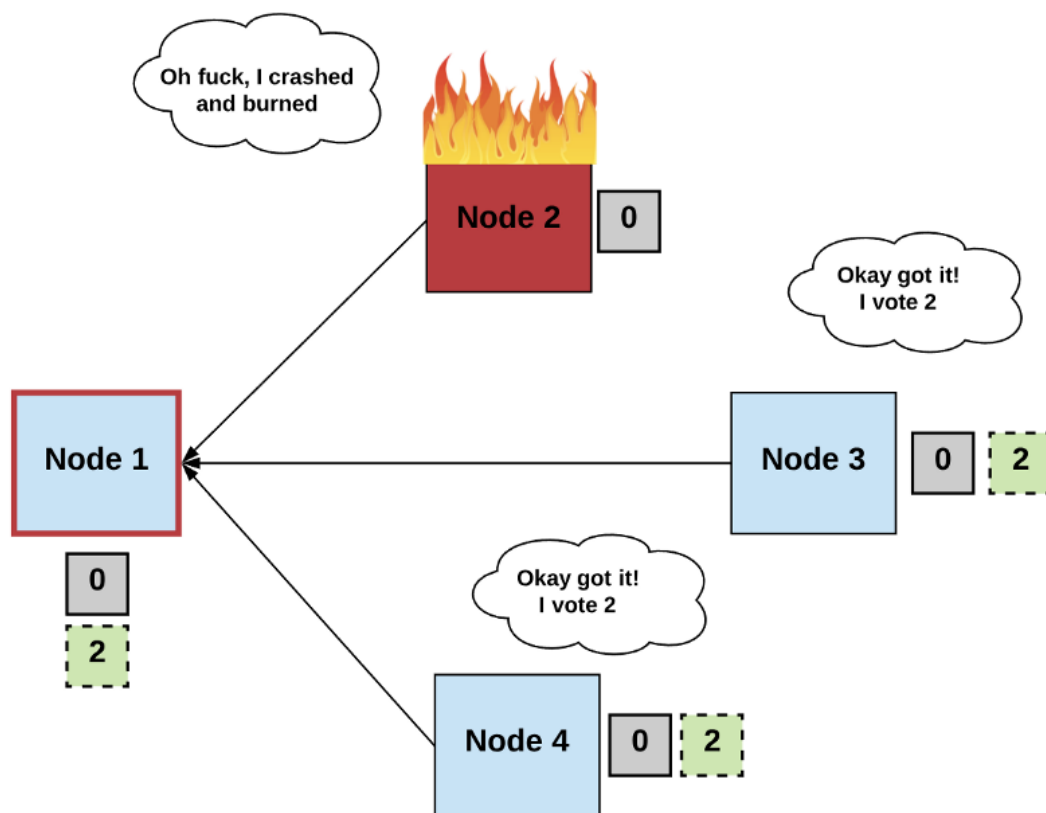 Oh fuck, I crashed
and burned
Node 2
0
Okay got it!
I vote 2
Node 1
Node 3
0
2
0
2
Okay got it!
I vote 2
Node 4
0
2